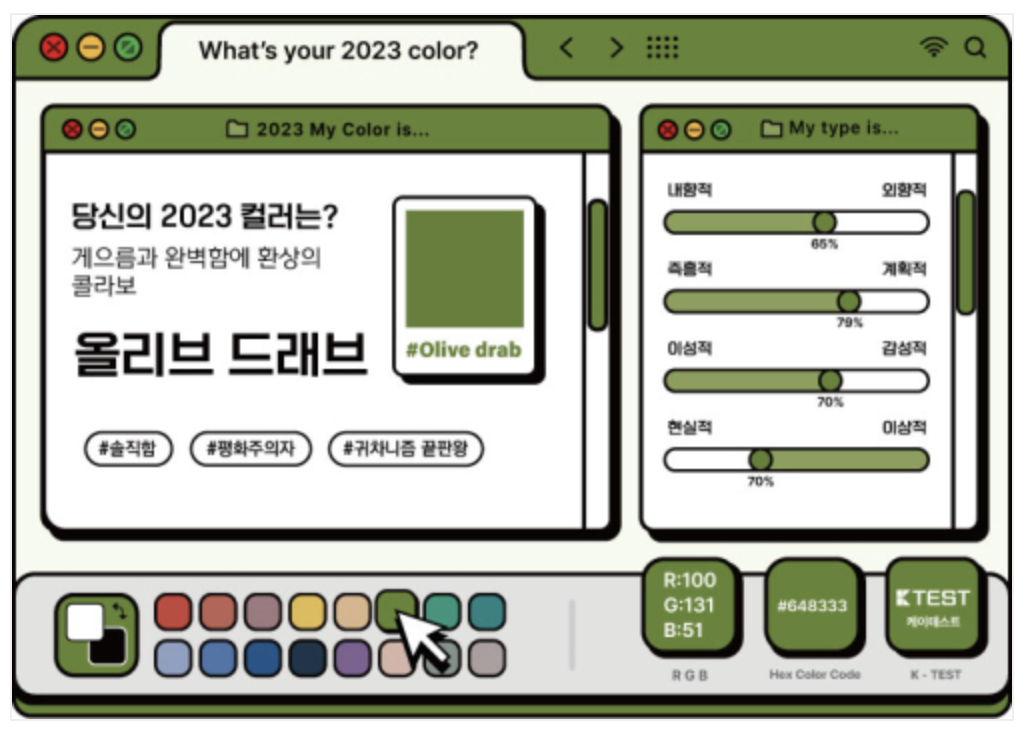 What's your 2023 color?
2023 My Color is...
당신의 2023 컬러는?
게으름과 완벽함에 환상의
콜라보
올리브 드래브
#Olive drab
#솔직함 #평화주의자 #귀차니즘 끝판왕
My type is...
내향적 외향적
65%
즉흥적 계획적
79%
이성적 감성적
70%
현실적 이상적
70%
R:100
G:131
B:51
R G B
#648333
Hex Color Code
KTEST
케이테스트
K - TEST